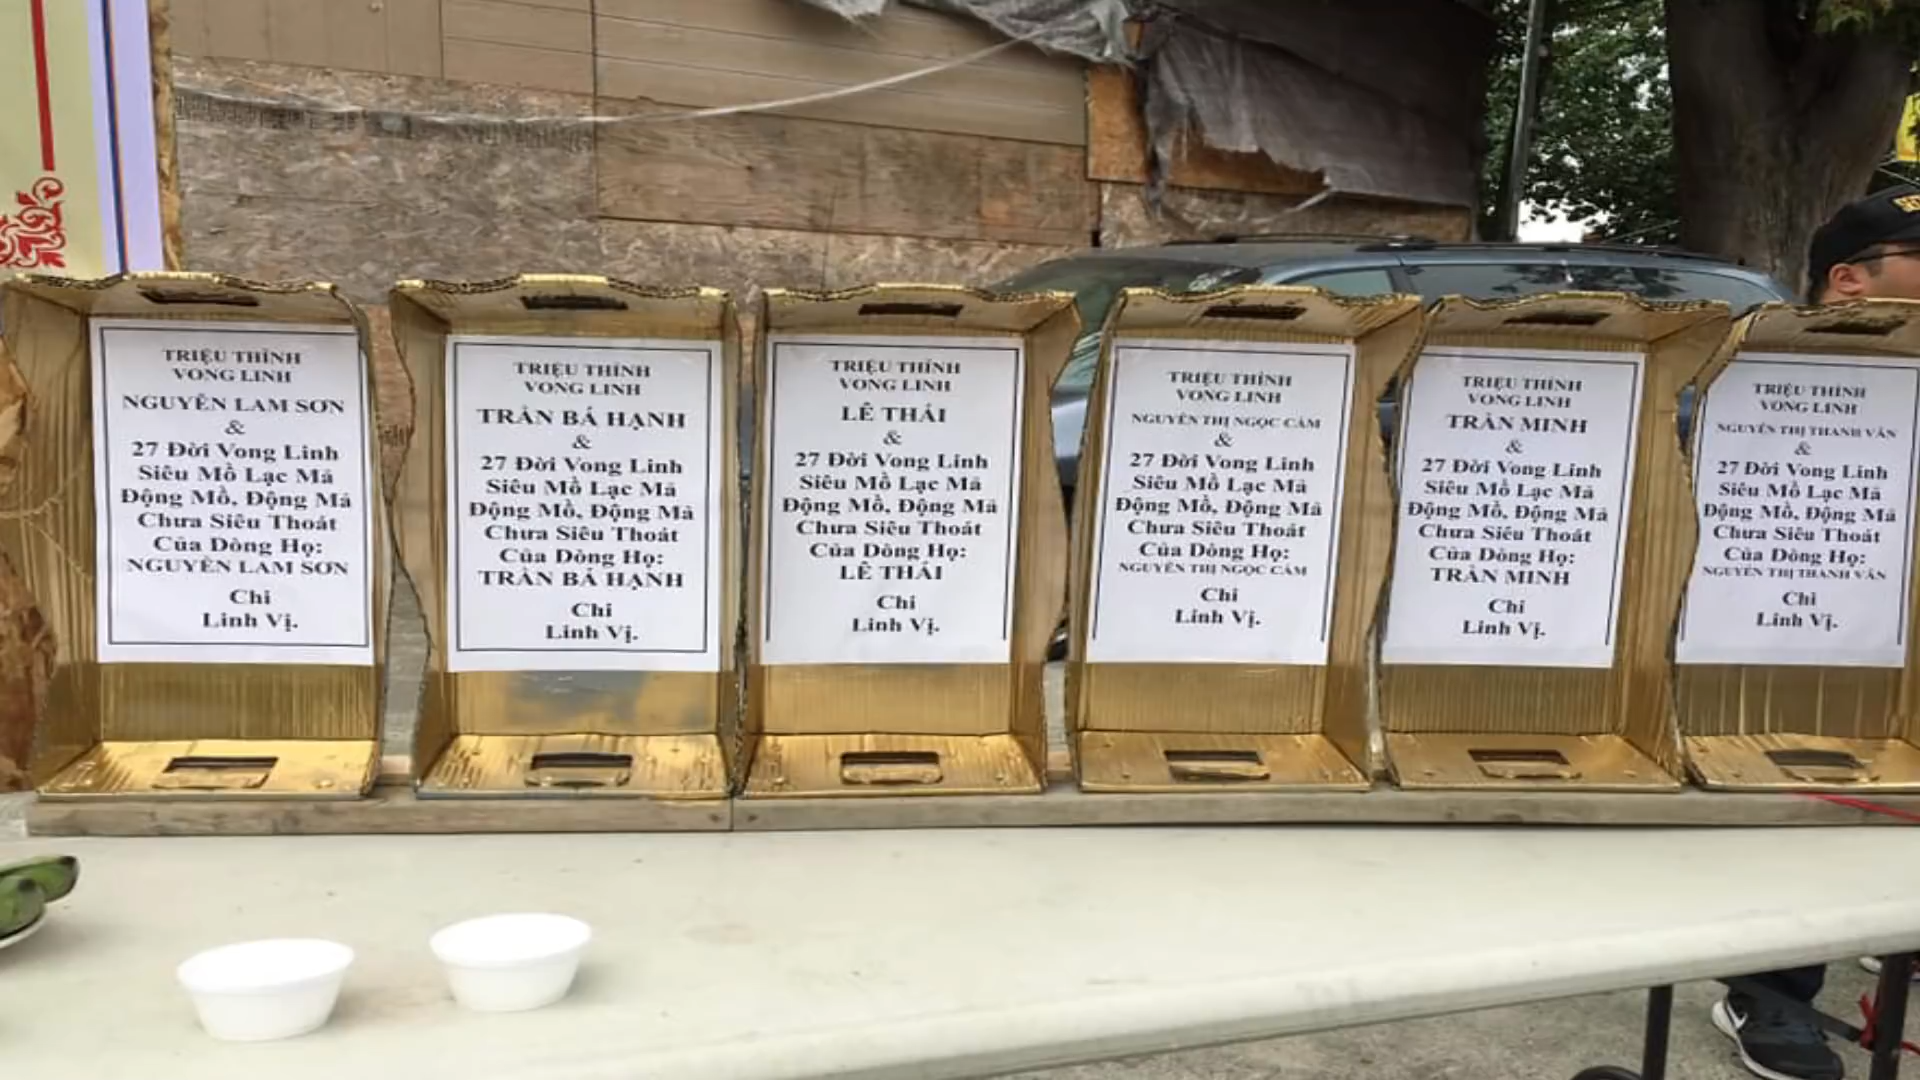 TRIỆU THỈNH
VONG LINH
NGUYỄN LAM SƠN
&
27 Đời Vong Linh
Siêu Mồ Lạc Mả
Động Mồ, Động Mả
Chưa Siêu Thoát
Của Dòng Họ:
NGUYỄN LAM SƠN
Chi
Linh Vị.
TRIỆU THỈNH
VONG LINH
TRẦN BÁ HẠNH
&
27 Đời Vong Linh
Siêu Mồ Lạc Mả
Động Mồ, Động Mả
Chưa Siêu Thoát
Của Dòng Họ:
TRẦN BÁ HẠNH
Chi
Linh Vị.
TRIỆU THỈNH
VONG LINH
LÊ THÁI
&
27 Đời Vong Linh
Siêu Mồ Lạc Mả
Động Mồ, Động Mả
Chưa Siêu Thoát
Của Dòng Họ:
LÊ THÁI
Chi
Linh Vị.
TRIỆU THỈNH
VONG LINH
NGUYỄN THỊ NGỌC CẨM
&
27 Đời Vong Linh
Siêu Mồ Lạc Mả
Động Mồ, Động Mả
Chưa Siêu Thoát
Của Dòng Họ:
NGUYỄN THỊ NGỌC CẨM
Chi
Linh Vị.
TRIỆU THỈNH
VONG LINH
TRẦN MINH
&
27 Đời Vong Linh
Siêu Mồ Lạc Mả
Động Mồ, Động Mả
Chưa Siêu Thoát
Của Dòng Họ:
TRẦN MINH
Chi
Linh Vị.
TRIỆU THỈNH
VONG LINH
NGUYỄN THỊ THANH VÂN
&
27 Đời Vong Linh
Siêu Mồ Lạc Mả
Động Mồ, Động Mả
Chưa Siêu Thoát
Của Dòng Họ:
NGUYỄN THỊ THANH VÂN
Chi
Linh Vị.